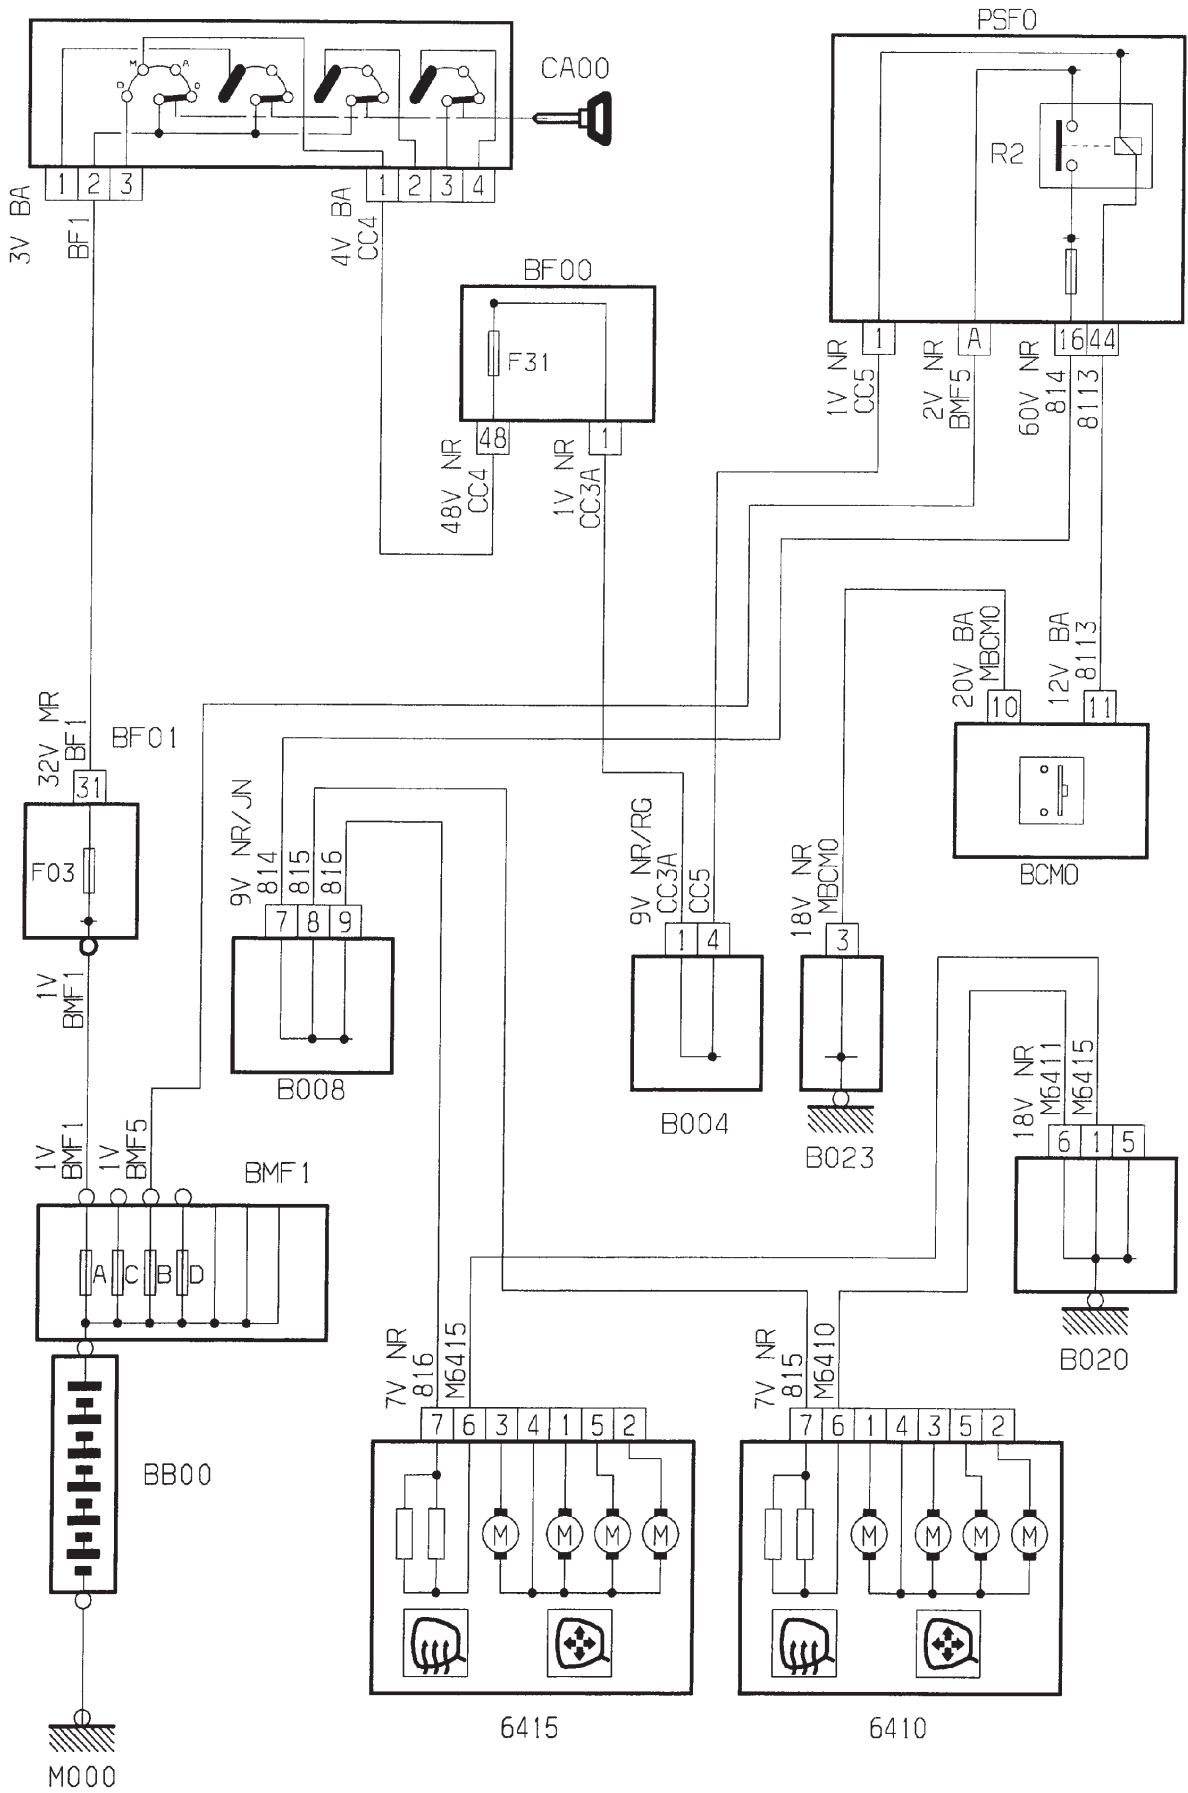 PSF0
CA00
M A
D D
R2
1 2 3
1 2 3 4
3V BA
BF1
4V BA
CC4
BF00
F31
48 1
48V NR
CC4
1V NR
CC3A
1 A 16 44
1V NR
CC5
2V NR
BMF5
60V NR
814
8113
20V BA
MBCM0
12V BA
8113
10 11
BCM0
32V MR
BF1
BF01
31
F03
1V
BMF1
9V NR/JN
814
815
816
7 8 9
B008
9V NR/RG
CC3A
CC5
1 4
B004
18V NR
MBCM0
3
B023
18V NR
M6411
M6415
6 1 5
B020
1V
BMF1
1V
BMF5
BMF1
A C B D
BB00
M000
7V NR
816
M6415
7 6 3 4 1 5 2
M M M M
6415
7V NR
815
M6410
7 6 1 4 3 5 2
M M M M
6410